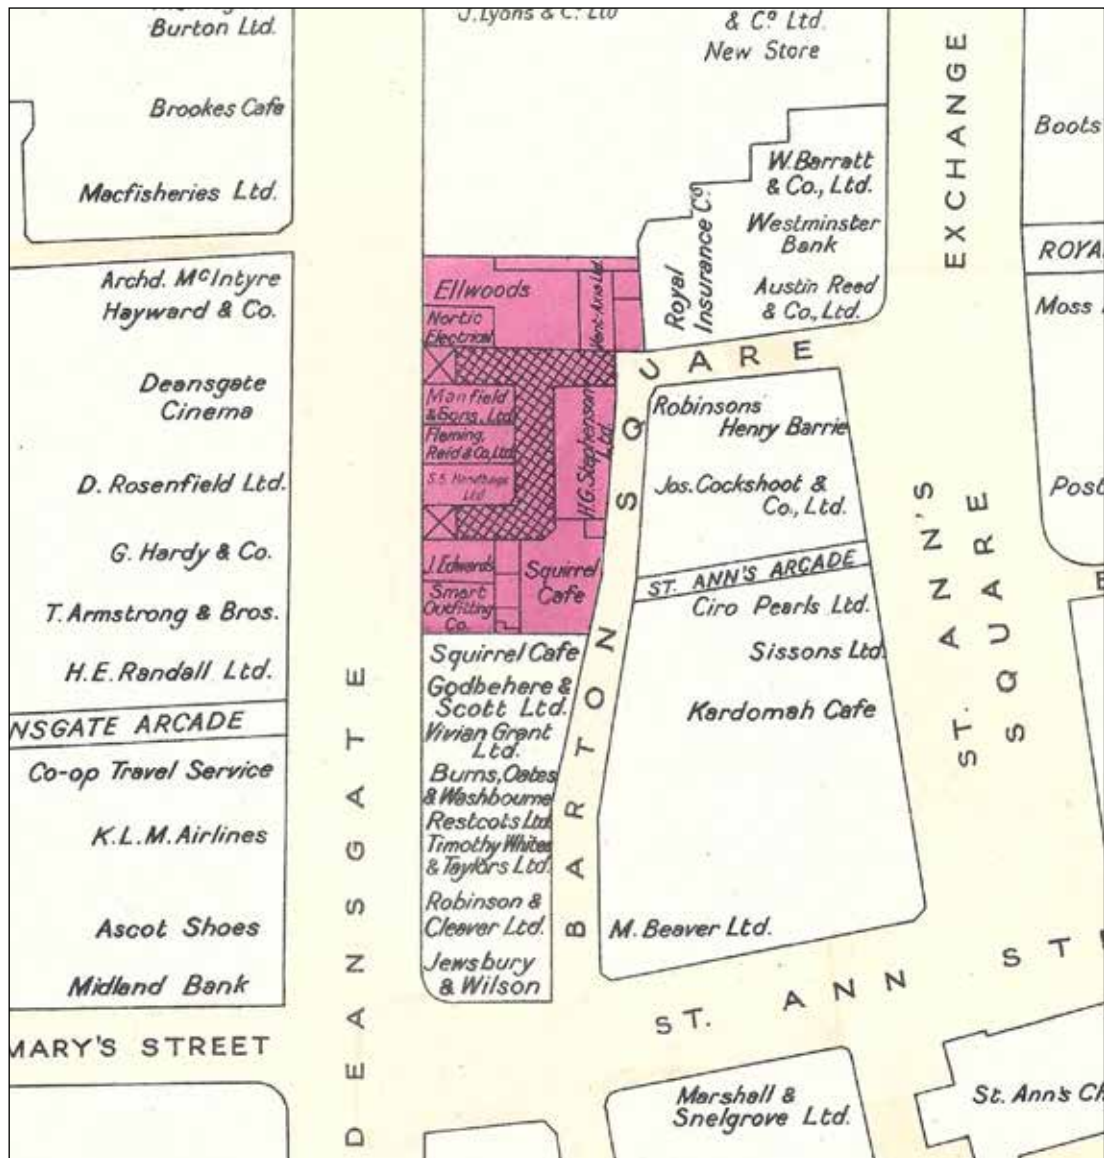 Burton Ltd.
Brookes Cafe
Macfisheries Ltd.
Archd. McIntyre
Hayward & Co.
Deansgate
Cinema
D. Rosenfield Ltd.
G. Hardy & Co.
T. Armstrong & Bros.
H.E. Randall Ltd.
NSGATE ARCADE
Co-op Travel Service
K.L.M. Airlines
Ascot Shoes
Midland Bank
MARY'S STREET
DEANSGATE
J. Lyons & Co. Ltd
& Co. Ltd.
New Store
W. Barratt
& Co., Ltd.
Westminster
Bank
Royal
Insurance Co.
Austin Reed
& Co., Ltd.
Ellwoods
Nortic
Electrical
Vent-Axia Ltd.
Manfield
& Sons, Ltd.
Fleming,
Reid & Co, Ltd
S.S. Handbags
Ltd
H.G. Stephenson
Ltd.
J. Edwards
Smart
Outfitting
Co.
Squirrel
Cafe
Squirrel Cafe
Godbehere &
Scott Ltd.
Vivian Grant
Ltd.
Burns, Oates
& Washbourne
Restcots Ltd.
Timothy Whites
& Taylors Ltd.
Robinson &
Cleaver Ltd.
Jewsbury
& Wilson
BARTON SQUARE
Robinsons
Henry Barrie
Jos. Cockshoot &
Co., Ltd.
ST. ANN'S ARCADE
Ciro Pearls Ltd.
Sissons Ltd.
Kardomah Cafe
M. Beaver Ltd.
EXCHANGE
ST. ANN'S
SQUARE
Boots
ROYA
Moss
Post
ST. ANN ST
Marshall &
Snelgrove Ltd.
St. Ann's Ch